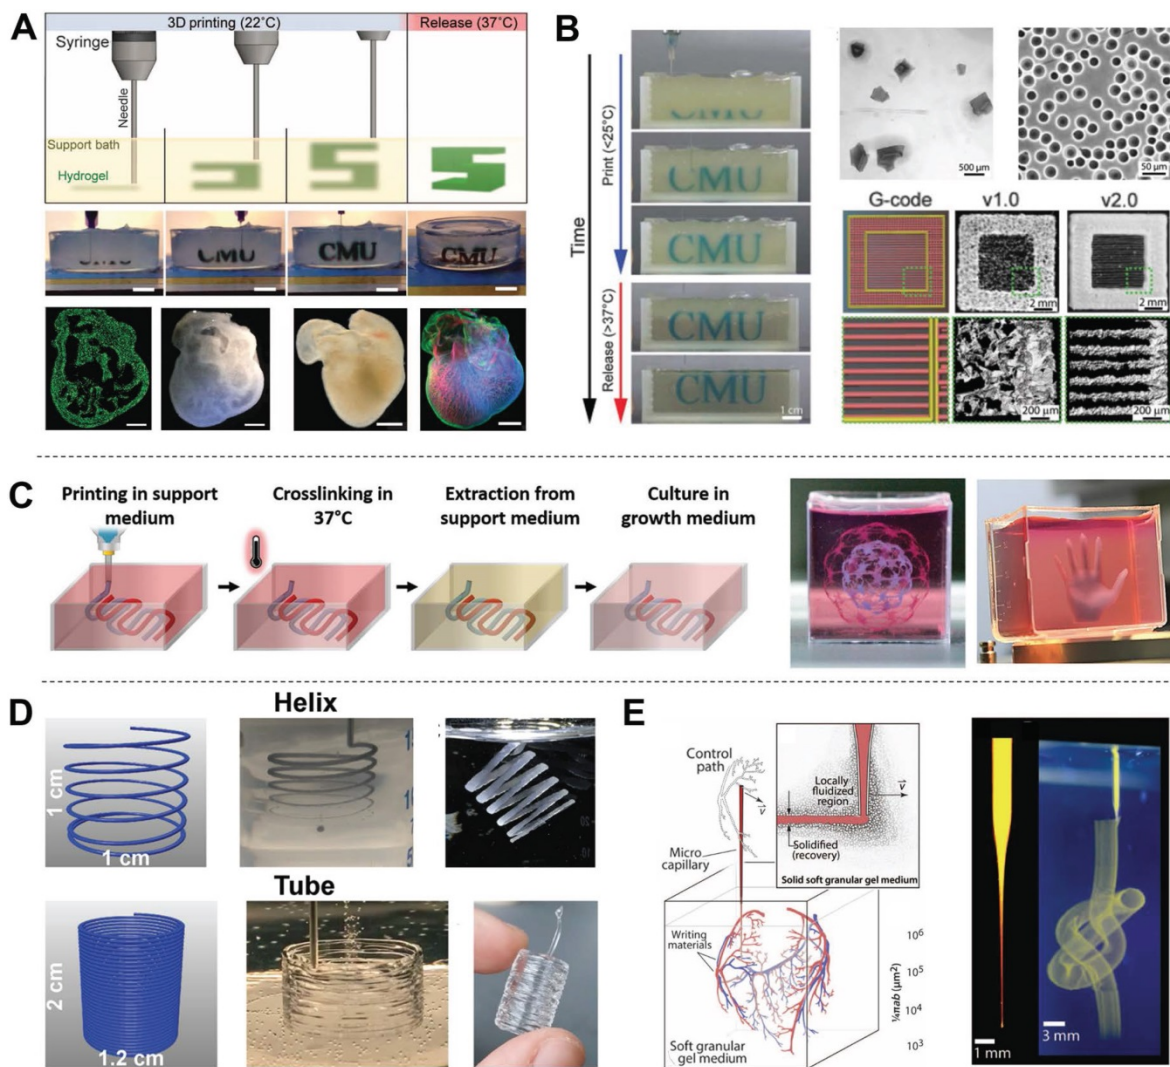 A
3D printing (22°C)
Release (37°C)
Syringe
Needle
Support bath
Hydrogel
CMU
CMU
CMU
B
Time
Print (<25°C)
Release (>37°C)
CMU
CMU
CMU
CMU
CMU
1 cm
500 µm
50 µm
G-code
v1.0
v2.0
2 mm
2 mm
200 µm
200 µm
C
Printing in support
medium
Crosslinking in
37°C
Extraction from
support medium
Culture in
growth medium
D
Helix
1 cm
1 cm
Tube
2 cm
1.2 cm
E
Control
path
v
Micro
capillary
Locally
fluidized
region
v
Solidified
(recovery)
Solid soft granular gel medium
Writing
materials
Soft granular
gel medium
10⁶
10⁵
10⁴
10³
¼πab (µm²)
1 mm
3 mm